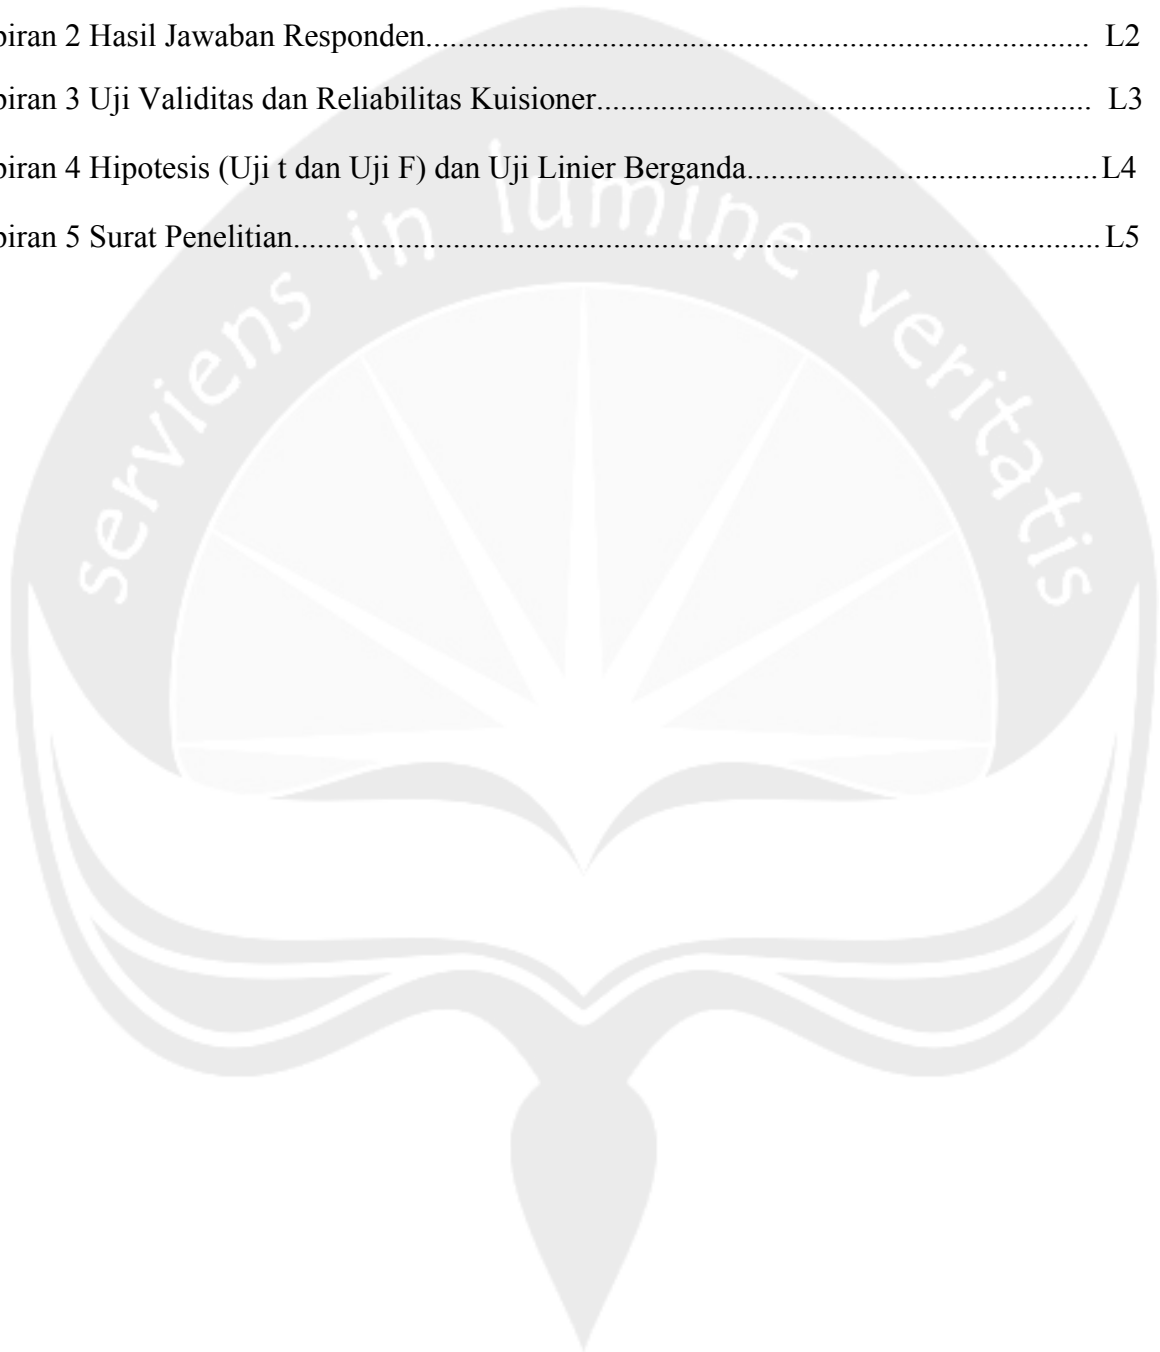 piran 2 Hasil Jawaban Responden........................................................................................ L2
piran 3 Uji Validitas dan Reliabilitas Kuisioner.................................................................. L3
piran 4 Hipotesis (Uji t dan Uji F) dan Uji Linier Berganda..............................................L4
piran 5 Surat Penelitian...........................................................................................................L5
serviens in lumine veritatis